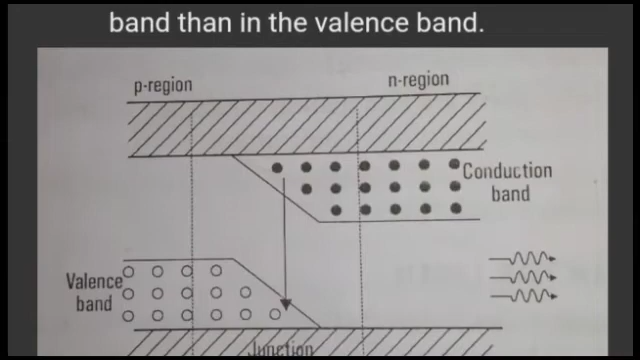 band than in the valence band.
p-region
n-region
Conduction
band
Valence
band
Junction